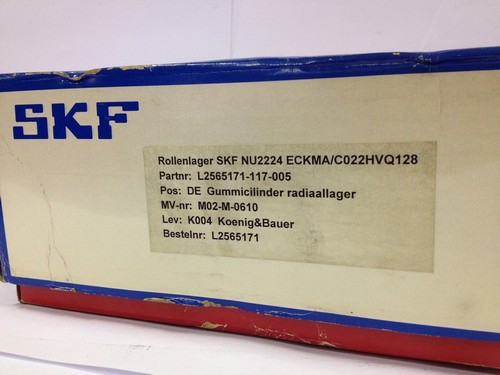 SKF
Rollenlager SKF NU2224 ECKMA/C022HVQ128
Partnr: L2565171-117-005
Pos: DE Gummicilinder radiaallager
MV-nr: M02-M-0610
Lev: K004 Koenig&Bauer
Bestelnr: L2565171